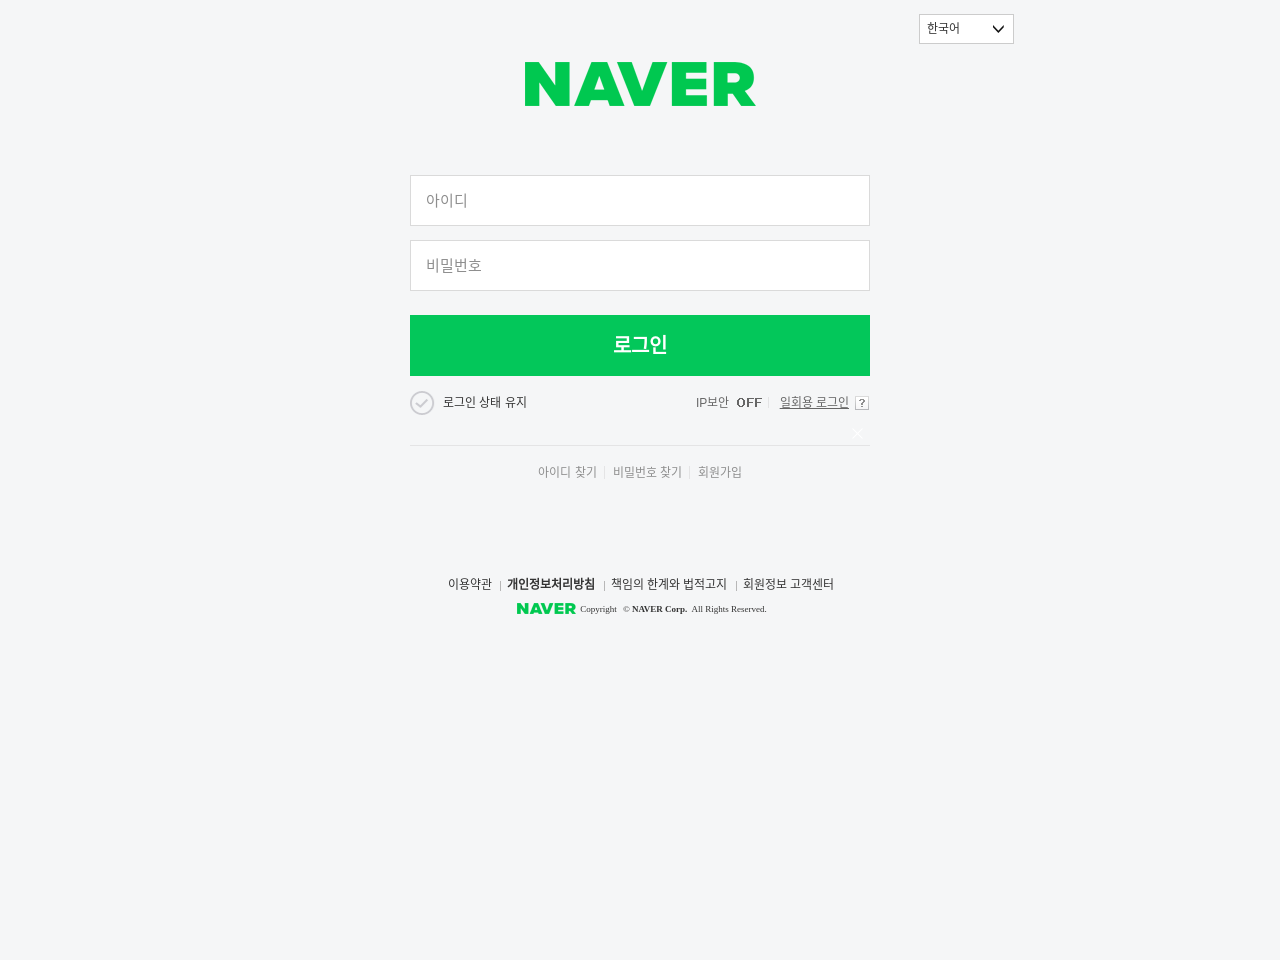 한국어
NAVER
아이디
비밀번호
로그인
로그인 상태 유지 IP보안 OFF 일회용 로그인 ?
아이디 찾기 비밀번호 찾기 회원가입
이용약관 개인정보처리방침 책임의 한계와 법적고지 회원정보 고객센터
NAVER Copyright © NAVER Corp. All Rights Reserved.